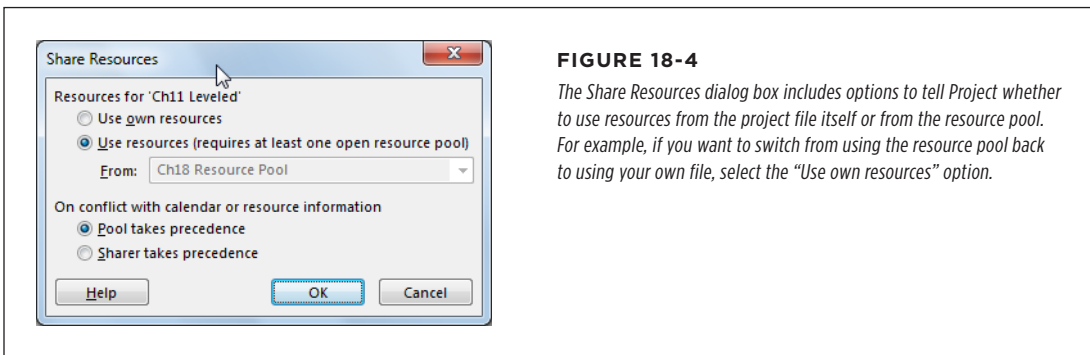 Share Resources
Resources for 'Ch11 Leveled'
Use own resources
Use resources (requires at least one open resource pool)
From: Ch18 Resource Pool
On conflict with calendar or resource information
Pool takes precedence
Sharer takes precedence
Help OK Cancel
FIGURE 18-4
The Share Resources dialog box includes options to tell Project whether
to use resources from the project file itself or from the resource pool.
For example, if you want to switch from using the resource pool back
to using your own file, select the “Use own resources” option.